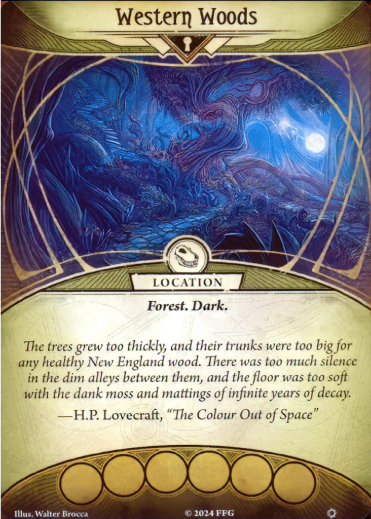 Western Woods
LOCATION
Forest. Dark.
The trees grew too thickly, and their trunks were too big for
any healthy New England wood. There was too much silence
in the dim alleys between them, and the floor was too soft
with the dank moss and mattings of infinite years of decay.
—H.P. Lovecraft, “The Colour Out of Space”
Illus. Walter Brocca
© 2024 FFG